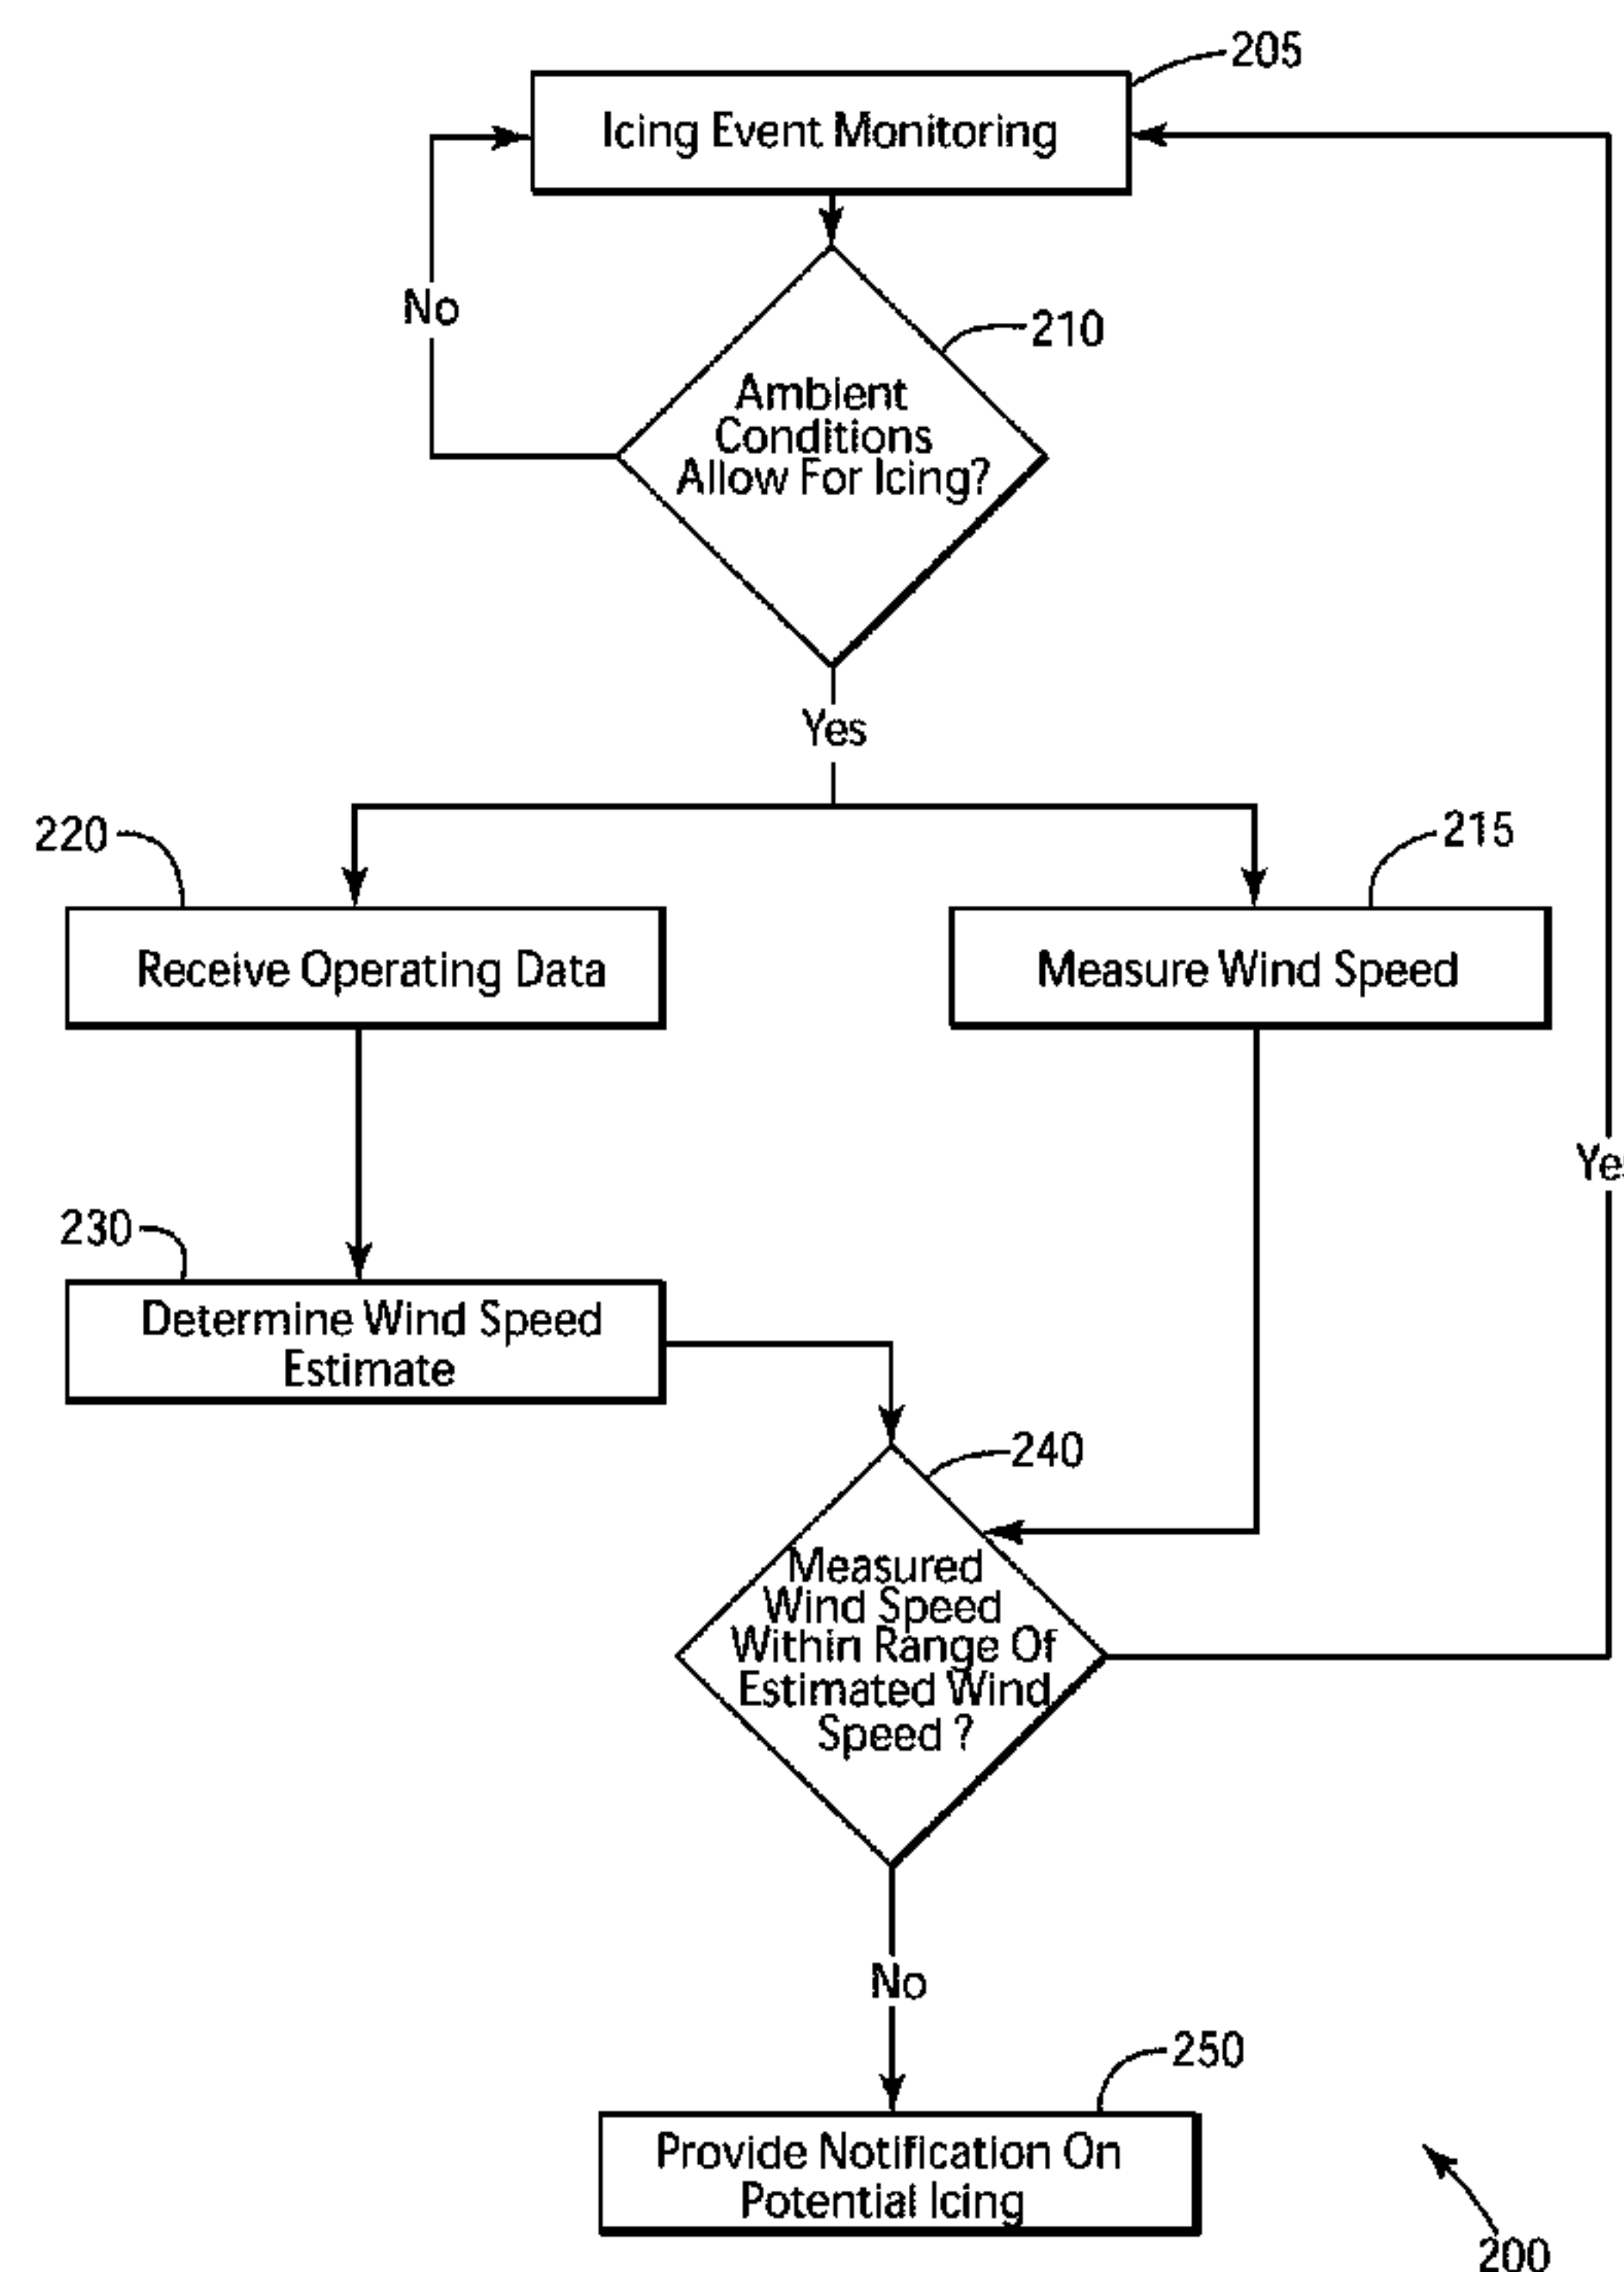 205
Icing Event Monitoring
No
210
Ambient
Conditions
Allow For Icing?
Yes
220
215
Receive Operating Data
Measure Wind Speed
Ye
230
Determine Wind Speed
Estimate
240
Measured
Wind Speed
Within Range Of
Estimated Wind
Speed ?
No
250
Provide Notification On
Potential Icing
200